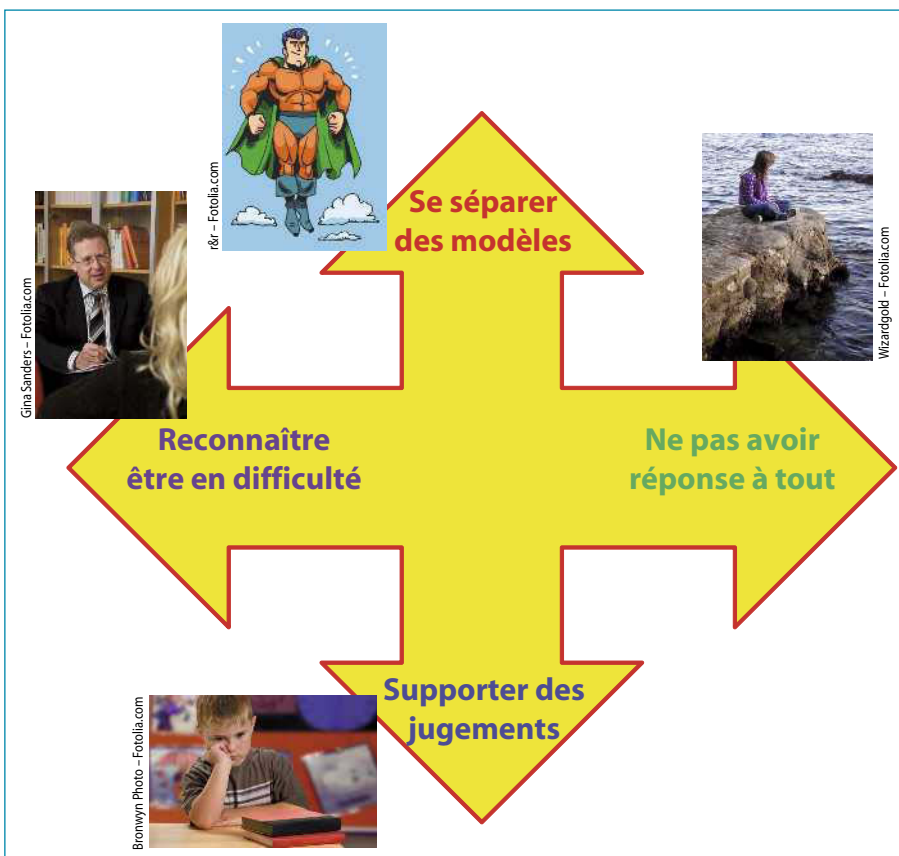 r&r – Fotolia.com
Se séparer
des modèles
Wizardgold – Fotolia.com
Gina Sanders – Fotolia.com
Reconnaître
être en difficulté
Ne pas avoir
réponse à tout
Supporter des
jugements
Bronwyn Photo – Fotolia.com